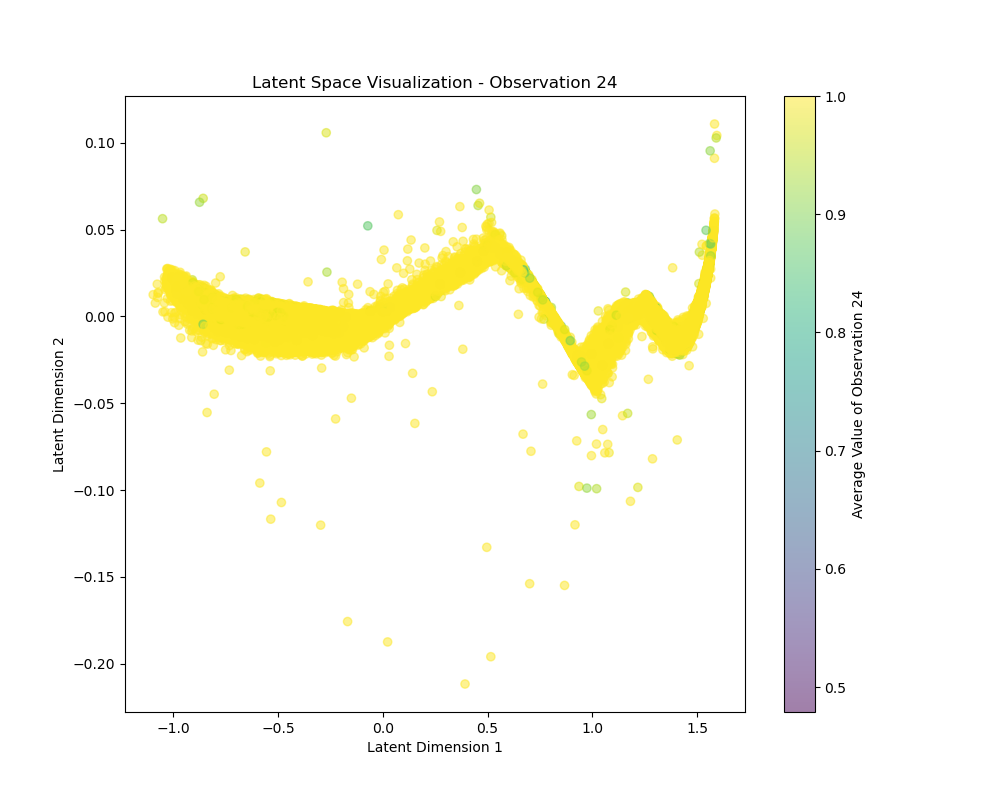 Latent Space Visualization - Observation 24
Latent Dimension 2
0.10
0.05
0.00
−0.05
−0.10
−0.15
−0.20
−1.0 −0.5 0.0 0.5 1.0 1.5
Latent Dimension 1
1.0
0.9
0.8
0.7
0.6
0.5
Average Value of Observation 24